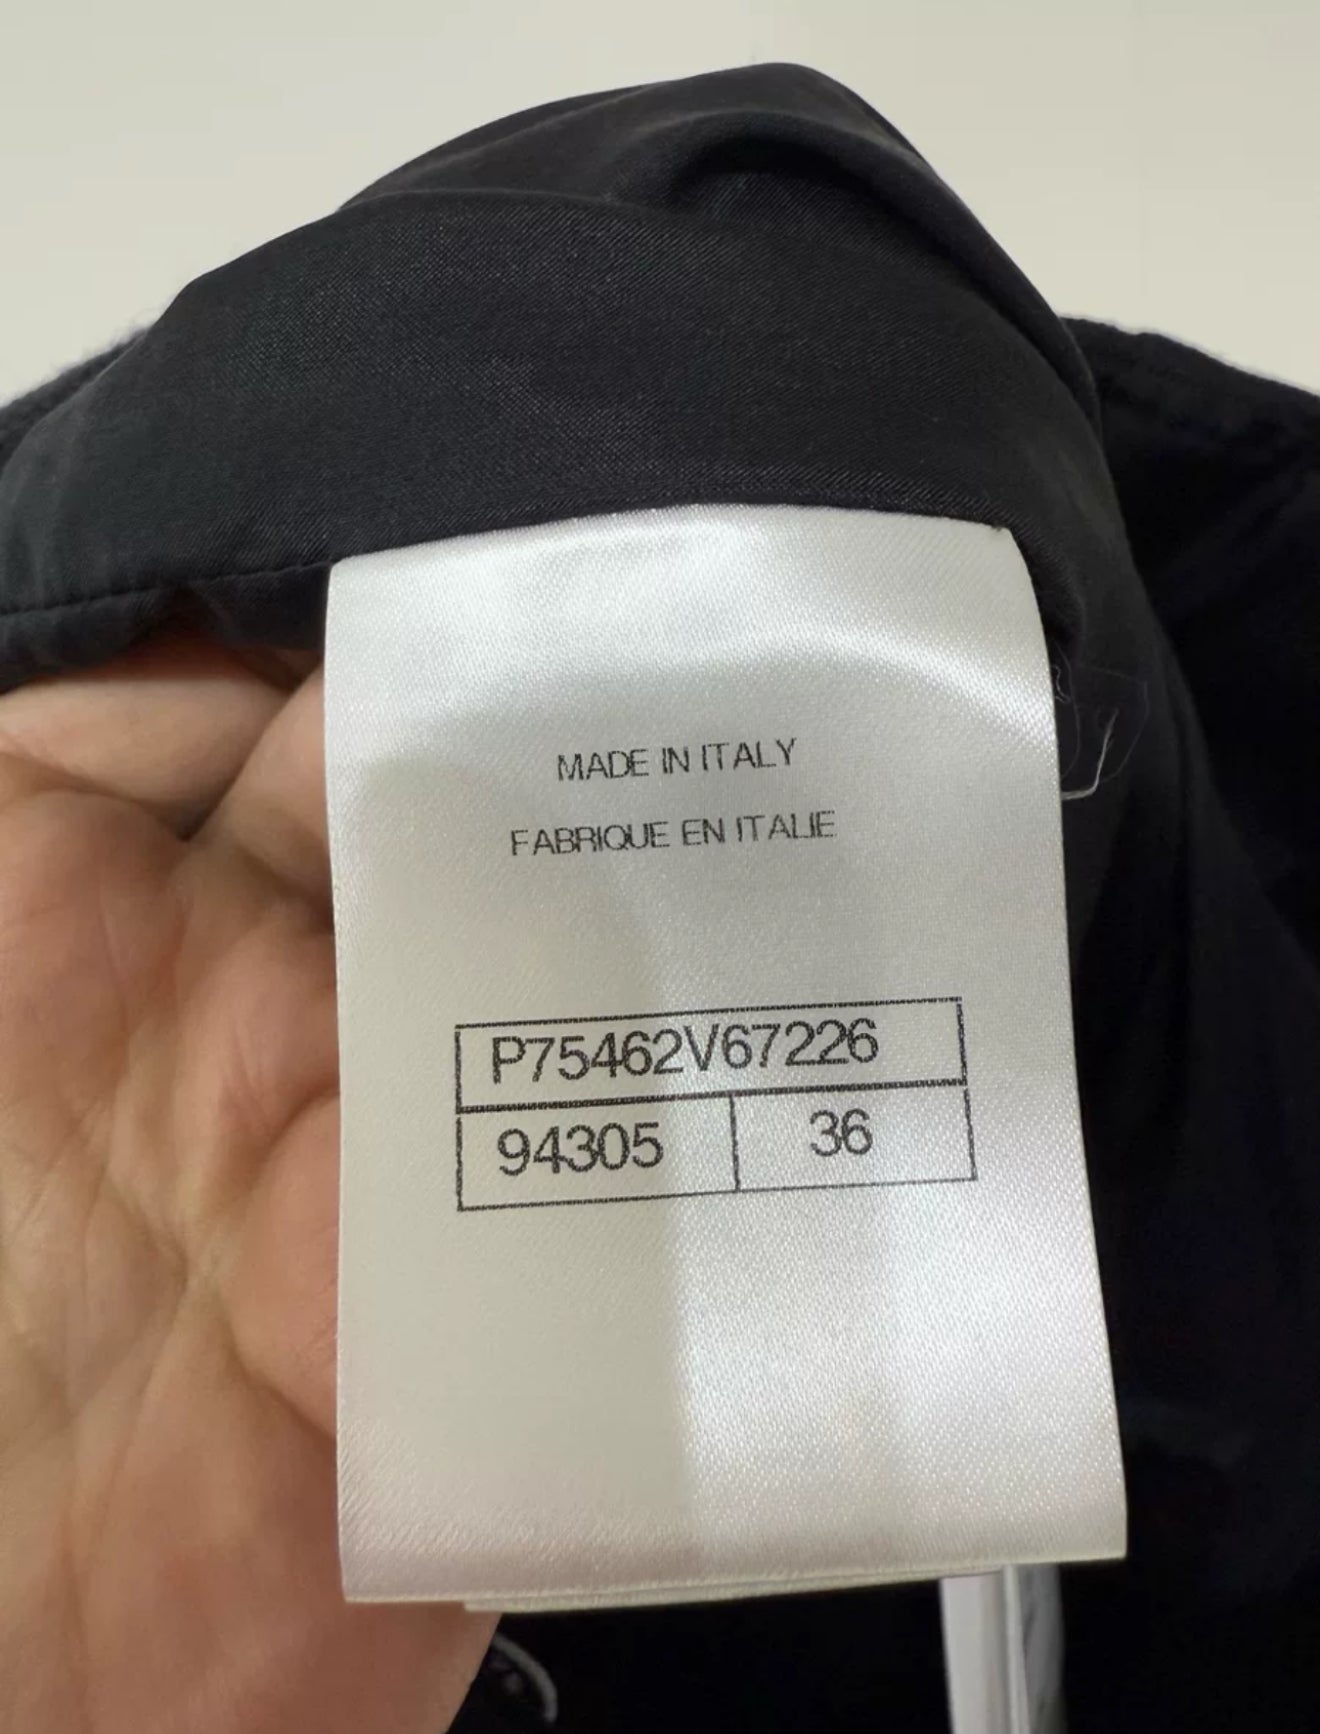 MADE IN ITALY
FABRIQUE EN ITALIE
P75462V67226
94305 36